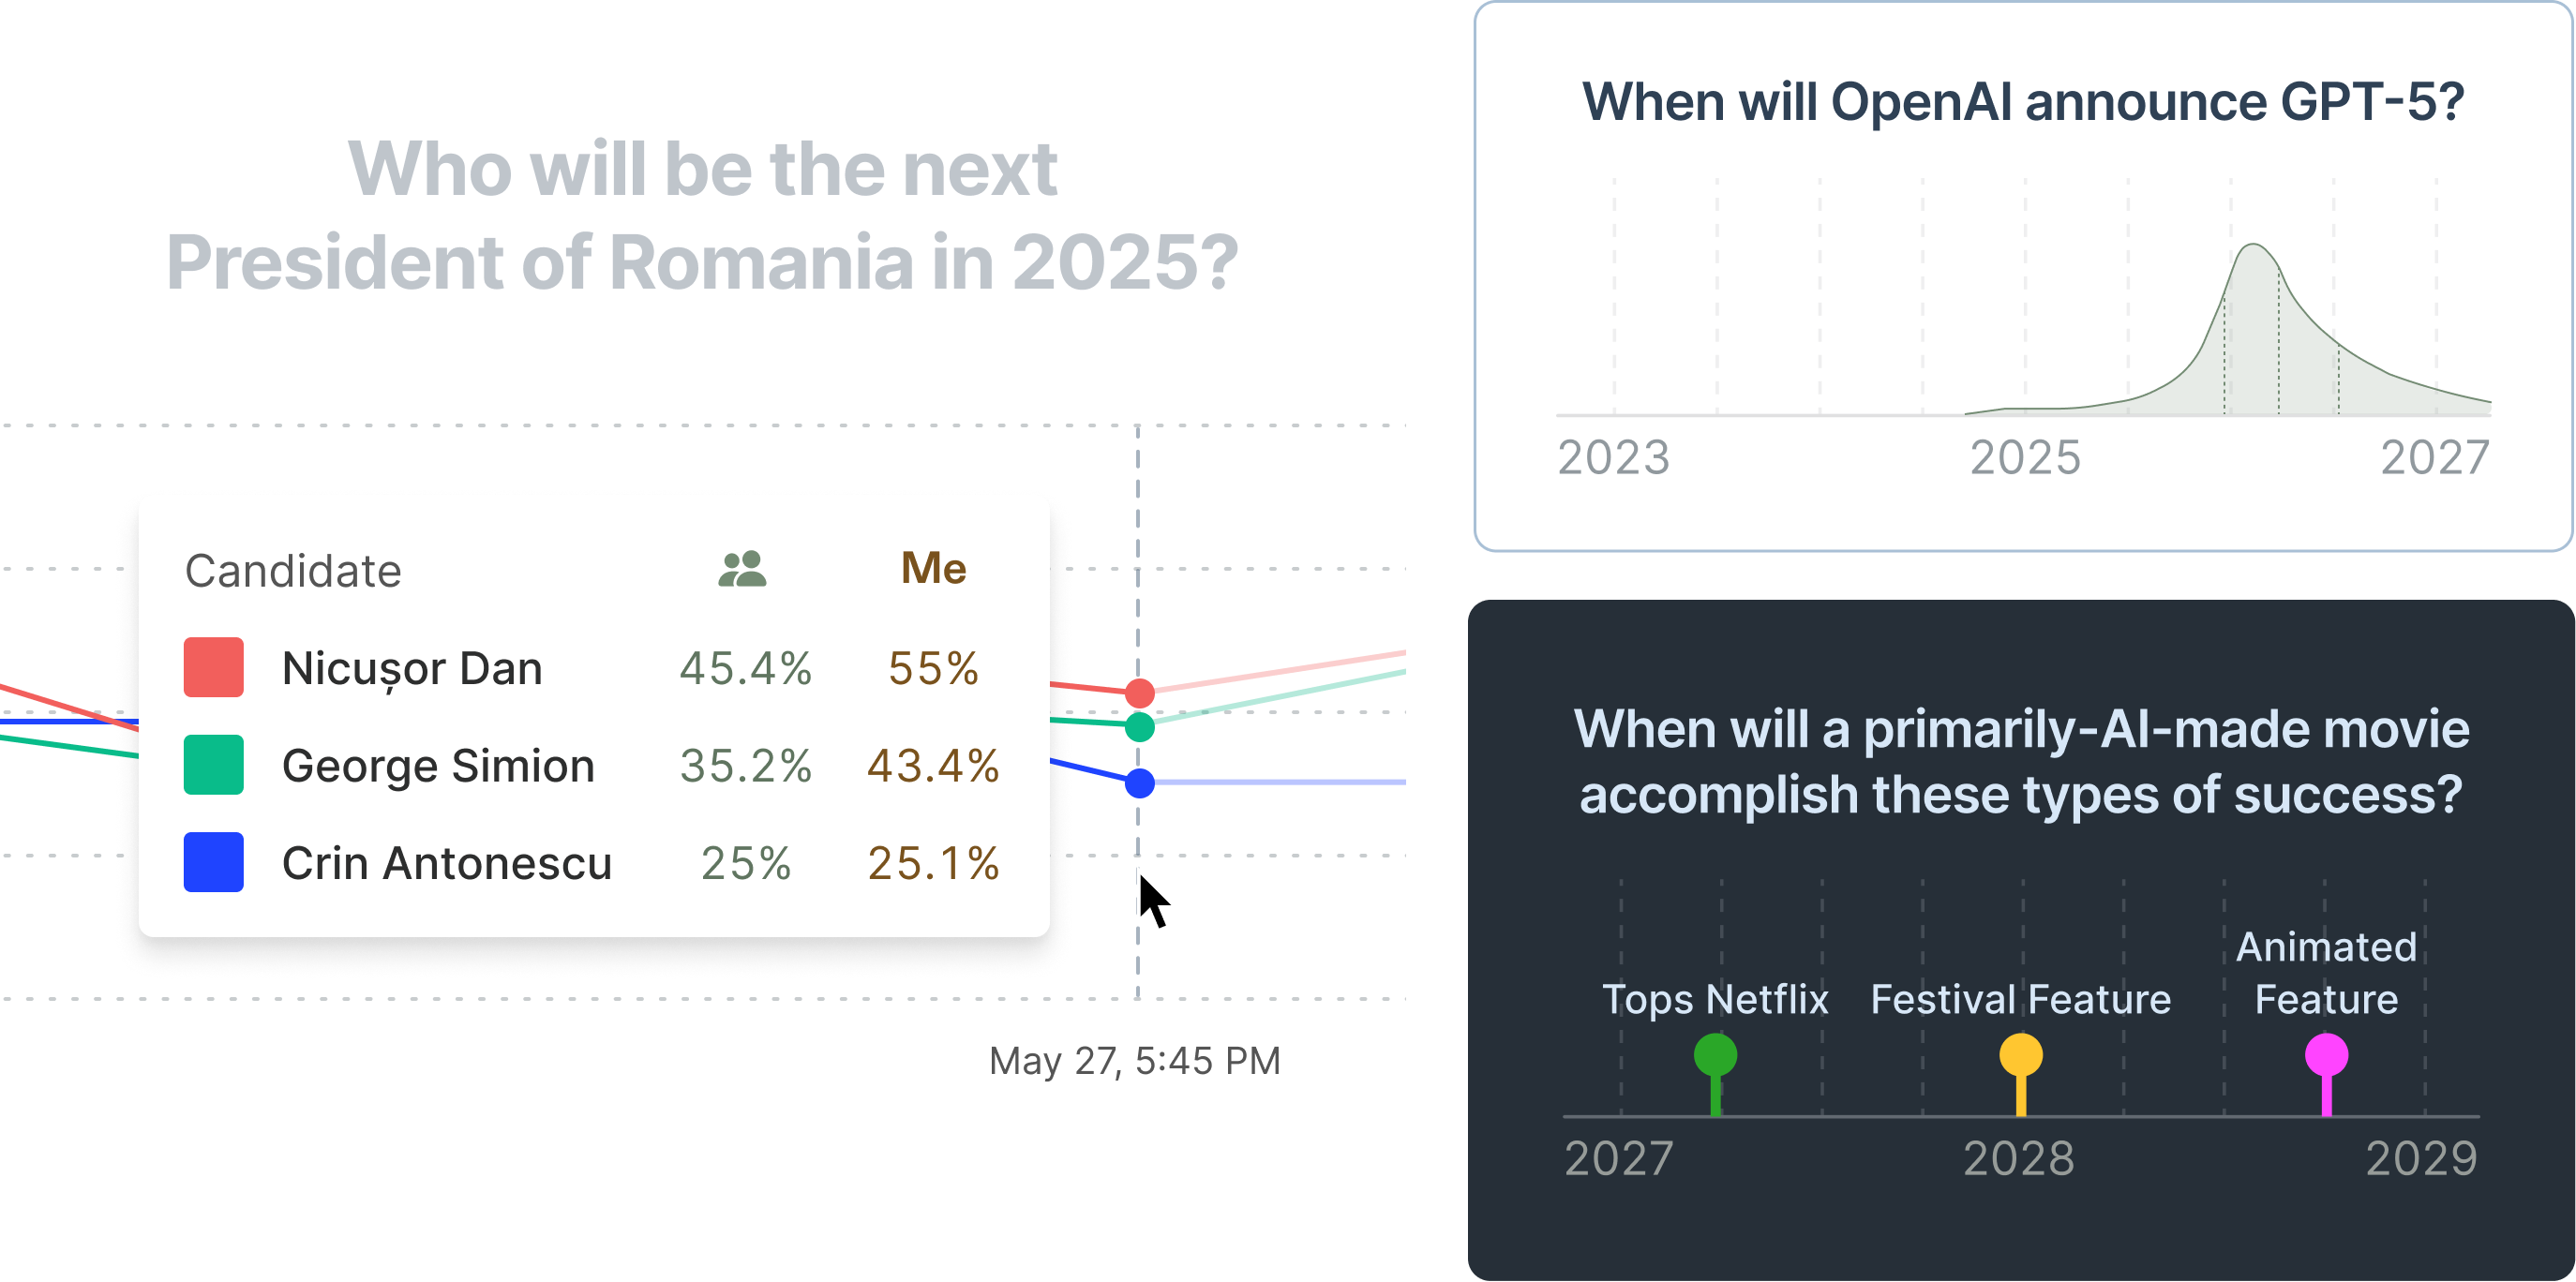 Who will be the next
President of Romania in 2025?
Candidate Me
Nicușor Dan 45.4% 55%
George Simion 35.2% 43.4%
Crin Antonescu 25% 25.1%
May 27, 5:45 PM
When will OpenAI announce GPT-5?
2023 2025 2027
When will a primarily-AI-made movie
accomplish these types of success?
Tops Netflix
Festival Feature
Animated
Feature
2027 2028 2029